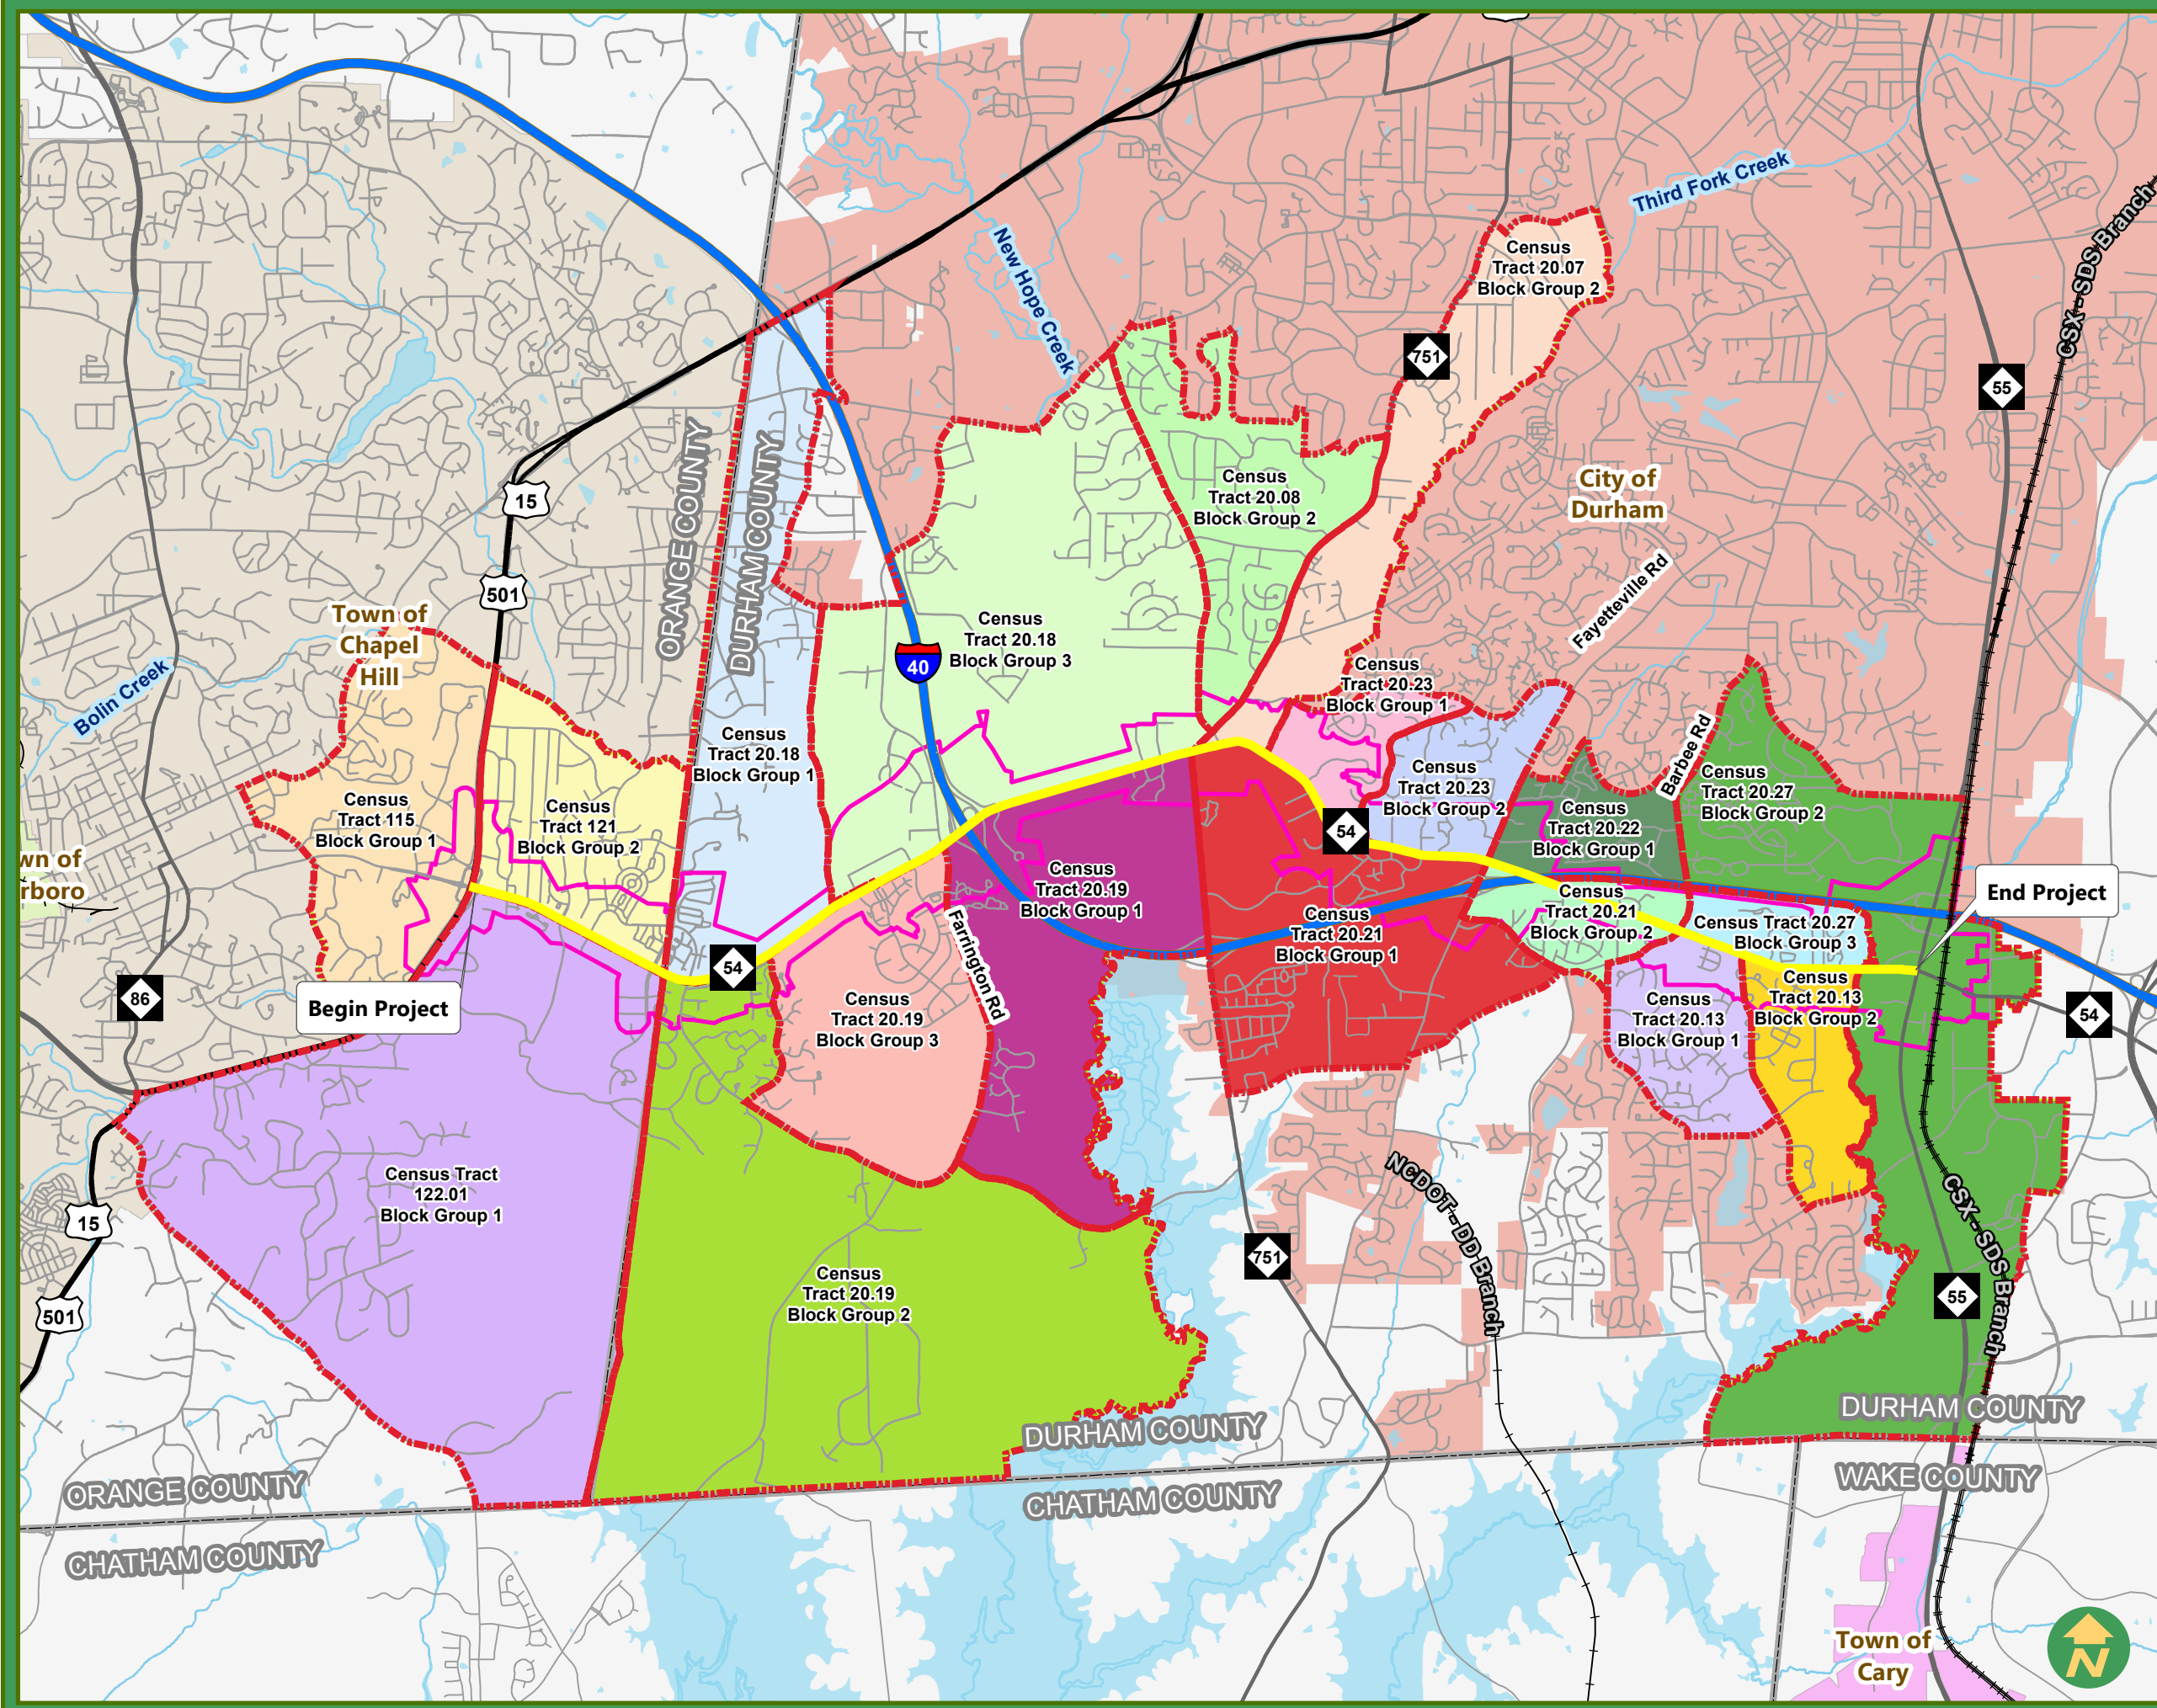 Third Fork Creek
CSX - SDS Branch
New Hope Creek
Census
Tract 20.07
Block Group 2
751
55
15
ORANGE COUNTY
DURHAM COUNTY
Census
Tract 20.08
Block Group 2
City of
Durham
501
Town of
Chapel
Hill
Fayetteville Rd
Census
Tract 20.18
Block Group 3
40
Bolin Creek
Census
Tract 20.23
Block Group 1
Census
Tract 20.18
Block Group 1
Barbee Rd
Census
Tract 20.27
Block Group 2
Census
Tract 20.23
Block Group 2
Census
Tract 115
Block Group 1
Census
Tract 121
Block Group 2
54
Census
Tract 20.22
Block Group 1
wn of
rboro
Census
Tract 20.19
Block Group 1
Census
Tract 20.21
Block Group 2
Census
Tract 20.21
Block Group 1
Census Tract 20.27
Block Group 3
End Project
Farrington Rd
54
86
Begin Project
Census
Tract 20.19
Block Group 3
Census
Tract 20.13
Block Group 1
Census
Tract 20.13
Block Group 2
54
Census Tract
122.01
Block Group 1
15
NCDOT - DD Branch
CSX - SDS Branch
751
Census
Tract 20.19
Block Group 2
55
501
DURHAM COUNTY
DURHAM COUNTY
ORANGE COUNTY
CHATHAM COUNTY
WAKE COUNTY
CHATHAM COUNTY
Town of
Cary
N